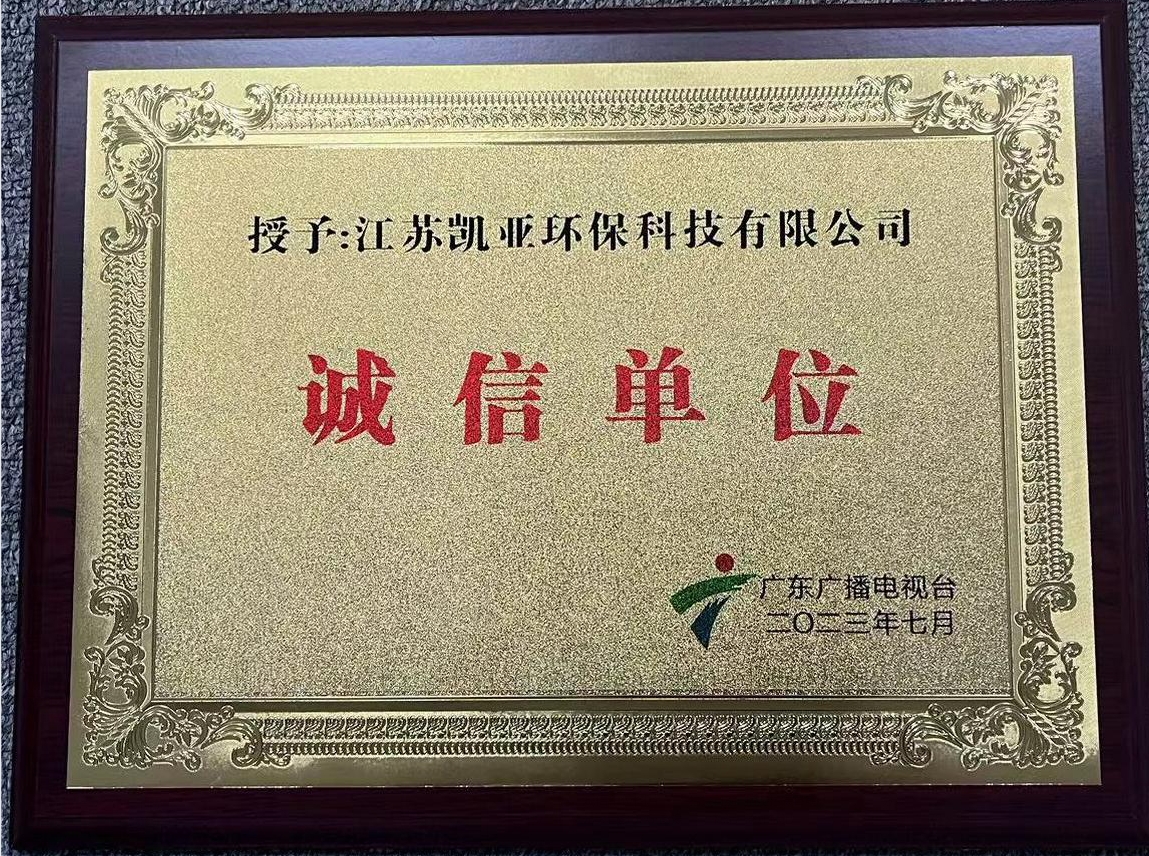 授予:江苏凯亚环保科技有限公司
诚信单位
广东广播电视台
二〇二三年七月